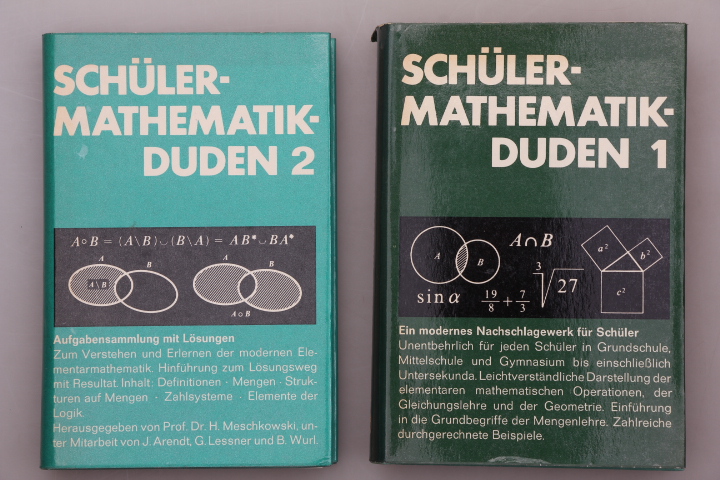 SCHÜLER-
MATHEMATIK-
DUDEN 2
A∘B = (A\B)∪(B\A) = AB*∪BA*
A
B
A\B
A
B
A∘B
Aufgabensammlung mit Lösungen
Zum Verstehen und Erlernen der modernen Ele-
mentarmathematik. Hinführung zum Lösungsweg
mit Resultat. Inhalt: Definitionen · Mengen · Struk-
turen auf Mengen · Zahlsysteme · Elemente der
Logik.
Herausgegeben von Prof. Dr. H. Meschkowski, un-
ter Mitarbeit von J. Arendt, G. Lessner und B. Wurl.
SCHÜLER-
MATHEMATIK-
DUDEN 1
A
B
A∩B
a²
b²
c²
sin α
19/8 + 7/3
∛27
Ein modernes Nachschlagewerk für Schüler
Unentbehrlich für jeden Schüler in Grundschule,
Mittelschule und Gymnasium bis einschließlich
Untersekunda. Leichtverständliche Darstellung der
elementaren mathematischen Operationen, der
Gleichungslehre und der Geometrie. Einführung
in die Grundbegriffe der Mengenlehre. Zahlreiche
durchgerechnete Beispiele.